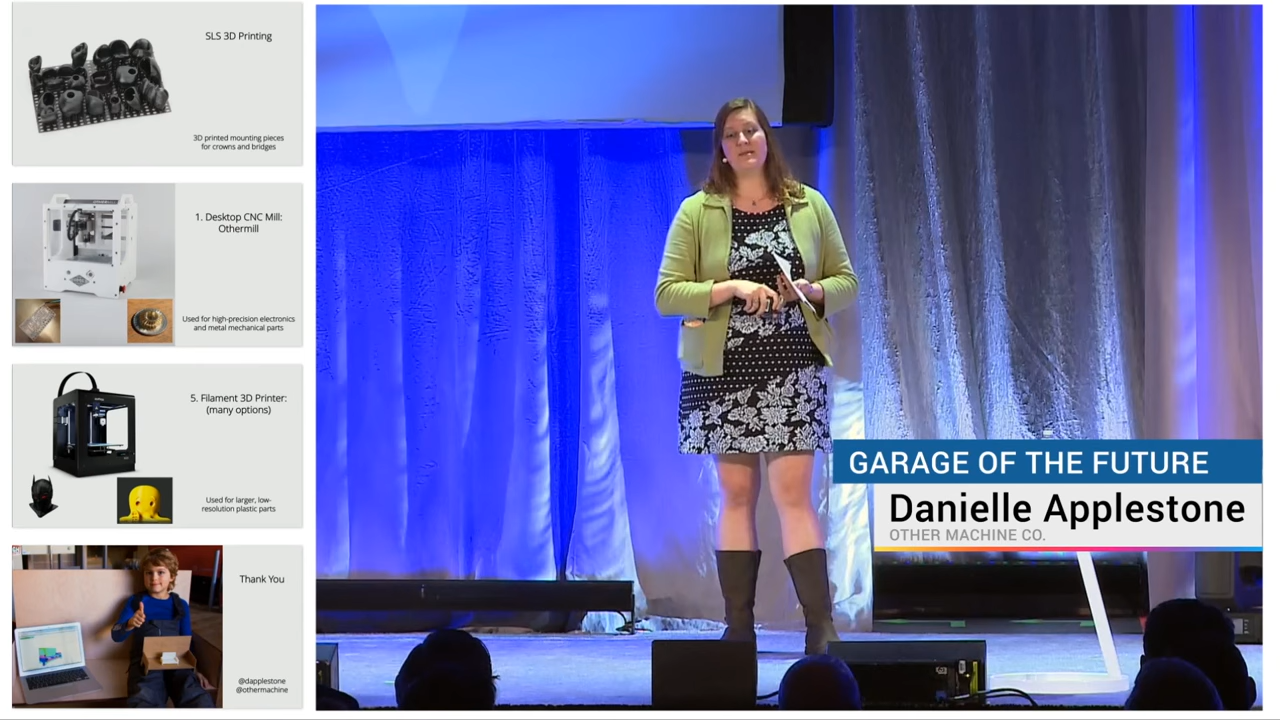 SLS 3D Printing
3D printed mounting pieces
for crowns and bridges
1. Desktop CNC Mill:
Othermill
Used for high-precision electronics
and metal mechanical parts
5. Filament 3D Printer:
(many options)
Used for larger, low-
resolution plastic parts
Thank You
@dapplestone
@othermachine
GARAGE OF THE FUTURE
Danielle Applestone
OTHER MACHINE CO.